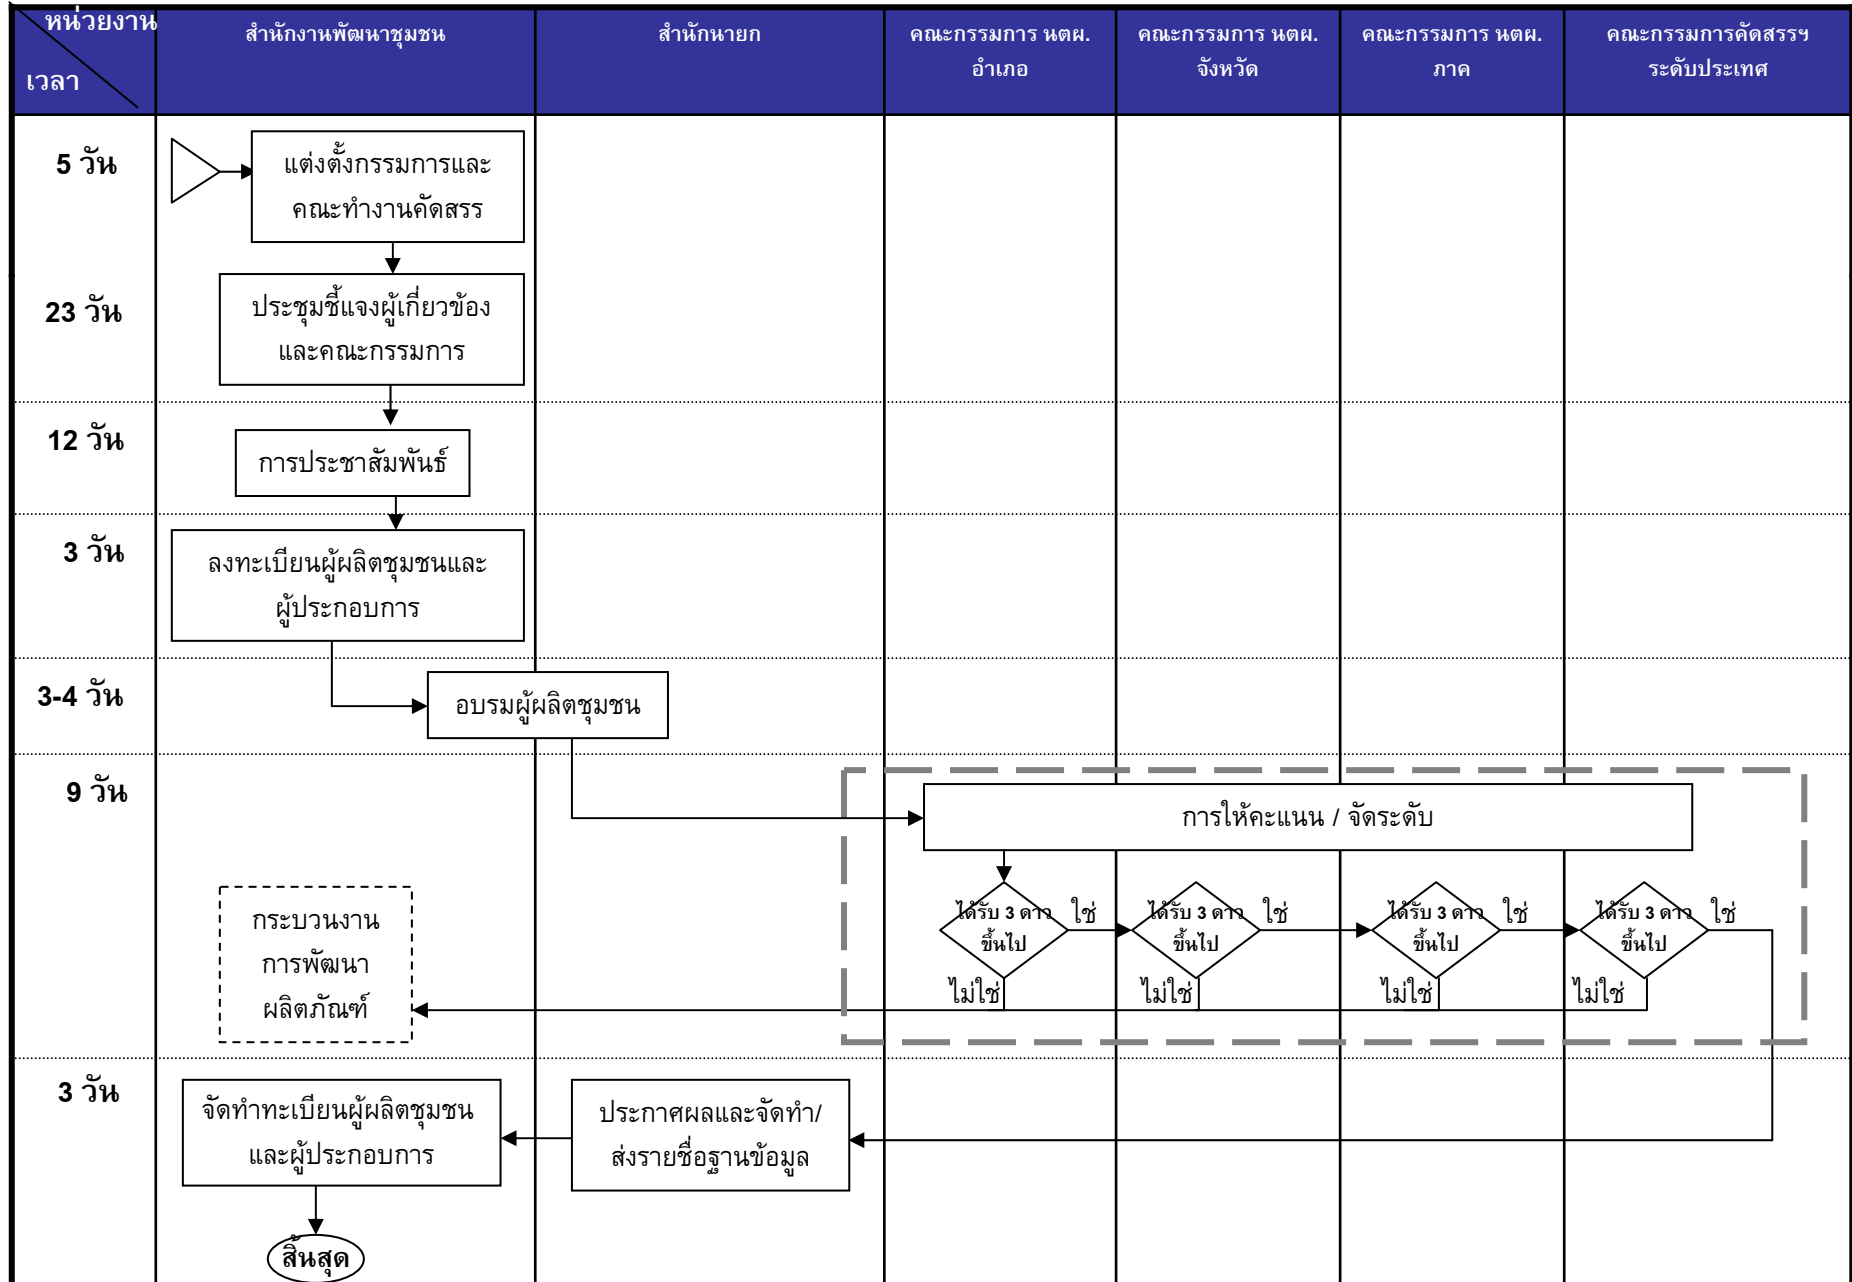 หน่วยงาน
เวลา
สำนักงานพัฒนาชุมชน
สำนักนายก
คณะกรรมการ นตผ.
อำเภอ
คณะกรรมการ นตผ.
จังหวัด
คณะกรรมการ นตผ.
ภาค
คณะกรรมการคัดสรรฯ
ระดับประเทศ
5 วัน
แต่งตั้งกรรมการและ
คณะทำงานคัดสรร
23 วัน
ประชุมชี้แจงผู้เกี่ยวข้อง
และคณะกรรมการ
12 วัน
การประชาสัมพันธ์
3 วัน
ลงทะเบียนผู้ผลิตชุมชนและ
ผู้ประกอบการ
3-4 วัน
อบรมผู้ผลิตชุมชน
9 วัน
การให้คะแนน / จัดระดับ
ได้รับ 3 ดาว
ขึ้นไป
ใช่
ไม่ใช่
ได้รับ 3 ดาว
ขึ้นไป
ใช่
ไม่ใช่
ได้รับ 3 ดาว
ขึ้นไป
ใช่
ไม่ใช่
ได้รับ 3 ดาว
ขึ้นไป
ใช่
ไม่ใช่
กระบวนงาน
การพัฒนา
ผลิตภัณฑ์
3 วัน
จัดทำทะเบียนผู้ผลิตชุมชน
และผู้ประกอบการ
ประกาศผลและจัดทำ/
ส่งรายชื่อฐานข้อมูล
สิ้นสุด